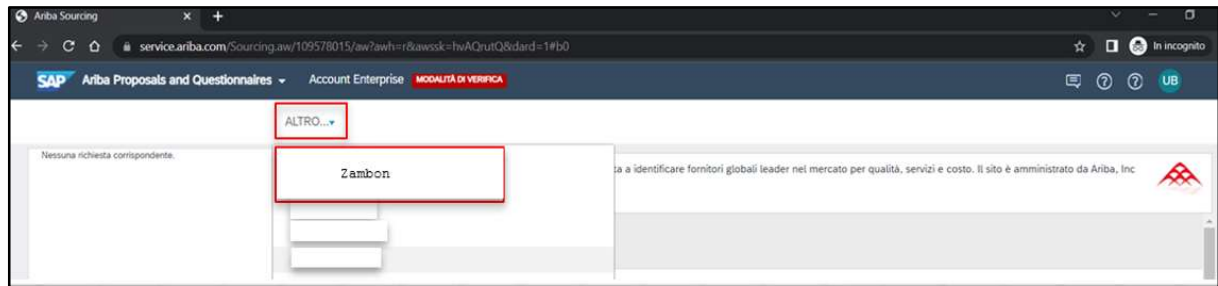 Ariba Sourcing
service.ariba.com/Sourcing.aw/109578015/aw?awh=r&awssk=hvAQrutQ&dard=1#b0
In incognito
SAP Ariba Proposals and Questionnaires Account Enterprise MODALITÀ DI VERIFICA UB
ALTRO...
Nessuna richiesta corrispondente.
Zambon
ta a identificare fornitori globali leader nel mercato per qualità, servizi e costo. Il sito è amministrato da Ariba, Inc